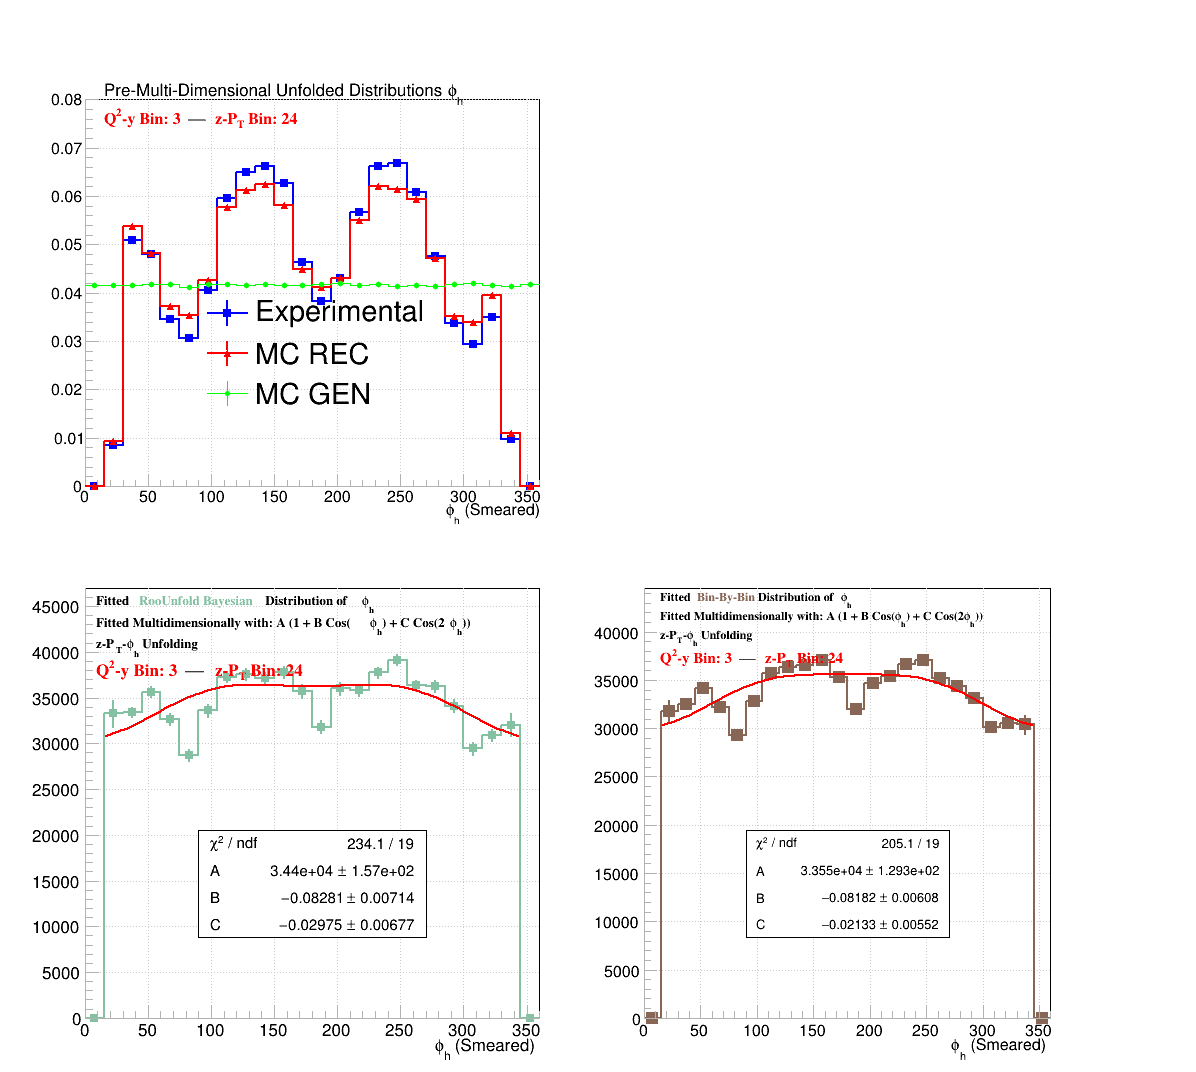 Pre-Multi-Dimensional Unfolded Distributions ϕh
Q2-y Bin: 3 — z-PT Bin: 24
0.08
0.07
0.06
0.05
0.04
0.03
0.02
0.01
0
Experimental
MC REC
MC GEN
0 50 100 150 200 250 300 350
ϕh (Smeared)
Fitted RooUnfold Bayesian Distribution of ϕh
Fitted Multidimensionally with: A (1 + B Cos( ϕh) + C Cos(2 ϕh))
z-PT-ϕh Unfolding
Q2-y Bin: 3 — z-PT Bin: 24
45000
40000
35000
30000
25000
20000
15000
10000
5000
0
χ2 / ndf 234.1 / 19
A 3.44e+04 ± 1.57e+02
B −0.08281 ± 0.00714
C −0.02975 ± 0.00677
0 50 100 150 200 250 300 350
ϕh (Smeared)
Fitted Bin-By-Bin Distribution of ϕh
Fitted Multidimensionally with: A (1 + B Cos(ϕh) + C Cos(2ϕh))
z-PT-ϕh Unfolding
Q2-y Bin: 3 — z-PT Bin: 24
40000
35000
30000
25000
20000
15000
10000
5000
0
χ2 / ndf 205.1 / 19
A 3.355e+04 ± 1.293e+02
B −0.08182 ± 0.00608
C −0.02133 ± 0.00552
0 50 100 150 200 250 300 350
ϕh (Smeared)